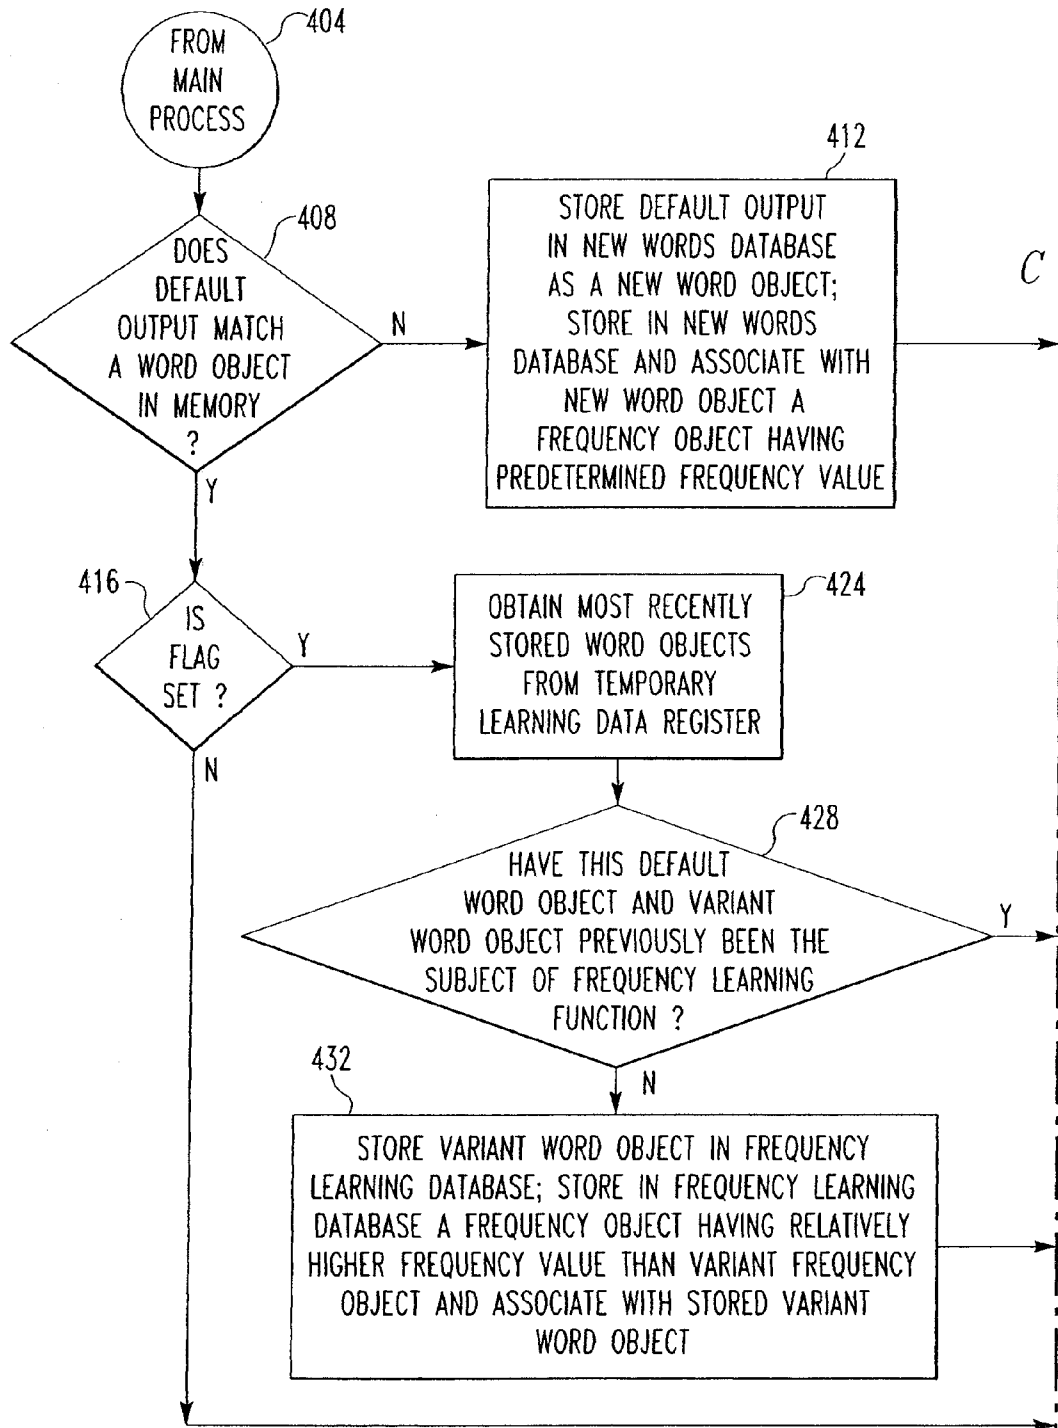 404
FROM
MAIN
PROCESS
408
DOES
DEFAULT
OUTPUT MATCH
A WORD OBJECT
IN MEMORY
?
N
Y
412
STORE DEFAULT OUTPUT
IN NEW WORDS DATABASE
AS A NEW WORD OBJECT;
STORE IN NEW WORDS
DATABASE AND ASSOCIATE WITH
NEW WORD OBJECT A
FREQUENCY OBJECT HAVING
PREDETERMINED FREQUENCY VALUE
C
416
IS
FLAG
SET ?
Y
N
424
OBTAIN MOST RECENTLY
STORED WORD OBJECTS
FROM TEMPORARY
LEARNING DATA REGISTER
428
HAVE THIS DEFAULT
WORD OBJECT AND VARIANT
WORD OBJECT PREVIOUSLY BEEN THE
SUBJECT OF FREQUENCY LEARNING
FUNCTION ?
Y
N
432
STORE VARIANT WORD OBJECT IN FREQUENCY
LEARNING DATABASE; STORE IN FREQUENCY LEARNING
DATABASE A FREQUENCY OBJECT HAVING RELATIVELY
HIGHER FREQUENCY VALUE THAN VARIANT FREQUENCY
OBJECT AND ASSOCIATE WITH STORED VARIANT
WORD OBJECT